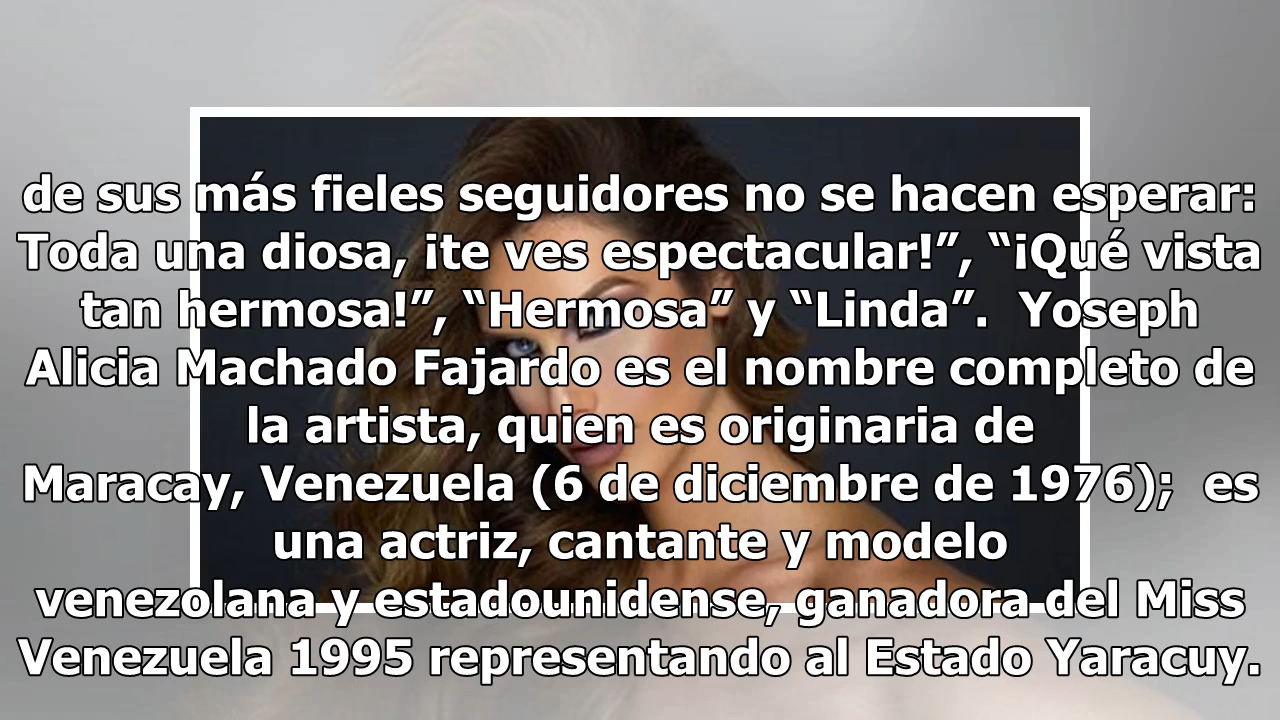 de sus más fieles seguidores no se hacen esperar:
Toda una diosa, ¡te ves espectacular!”, “¡Qué vista
tan hermosa!”, “Hermosa” y “Linda”. Yoseph
Alicia Machado Fajardo es el nombre completo de
la artista, quien es originaria de
Maracay, Venezuela (6 de diciembre de 1976); es
una actriz, cantante y modelo
venezolana y estadounidense, ganadora del Miss
Venezuela 1995 representando al Estado Yaracuy.